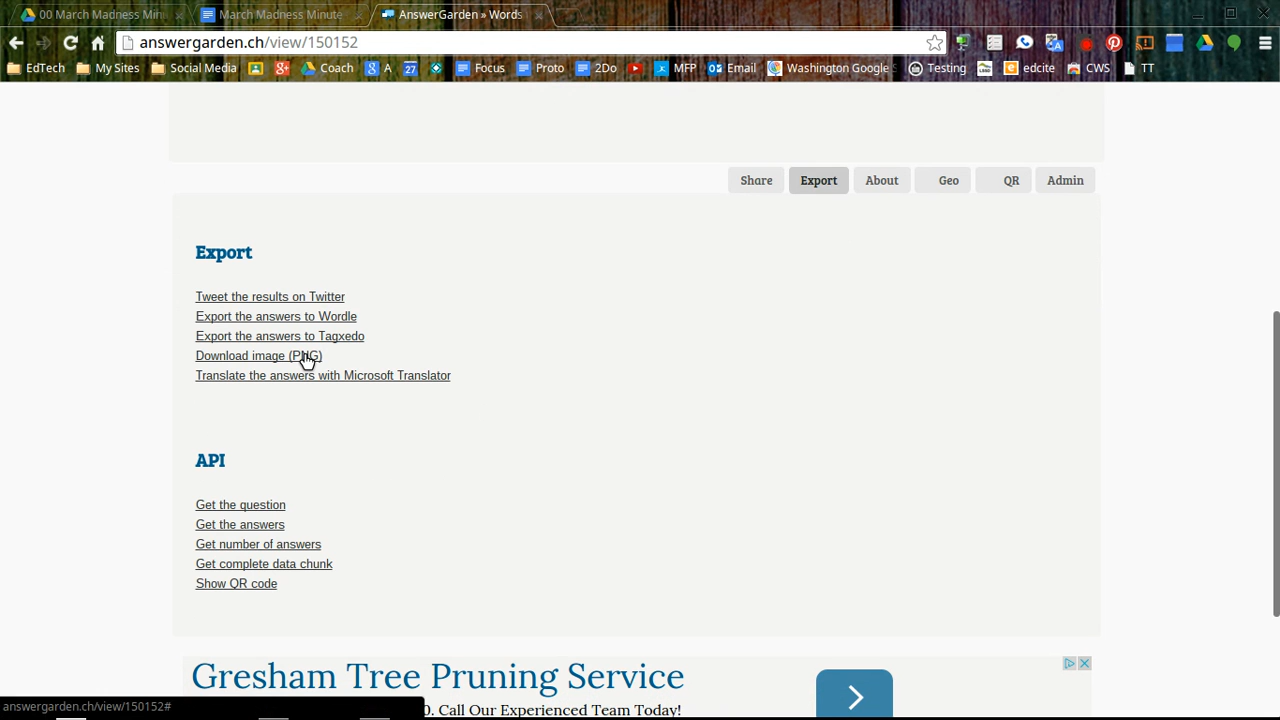 00 March Madness Min
March Madness Minute
AnswerGarden » Words
answergarden.ch/view/150152
EdTech
My Sites
Social Media
Coach
A
27
Focus
Proto
2Do
MFP
Email
Washington Google
Testing
edcite
CWS
TT
Share
Export
About
Geo
QR
Admin
Export
Tweet the results on Twitter
Export the answers to Wordle
Export the answers to Tagxedo
Download image (PNG)
Translate the answers with Microsoft Translator
API
Get the question
Get the answers
Get number of answers
Get complete data chunk
Show QR code
Gresham Tree Pruning Service
0. Call Our Experienced Team Today!
answergarden.ch/view/150152#